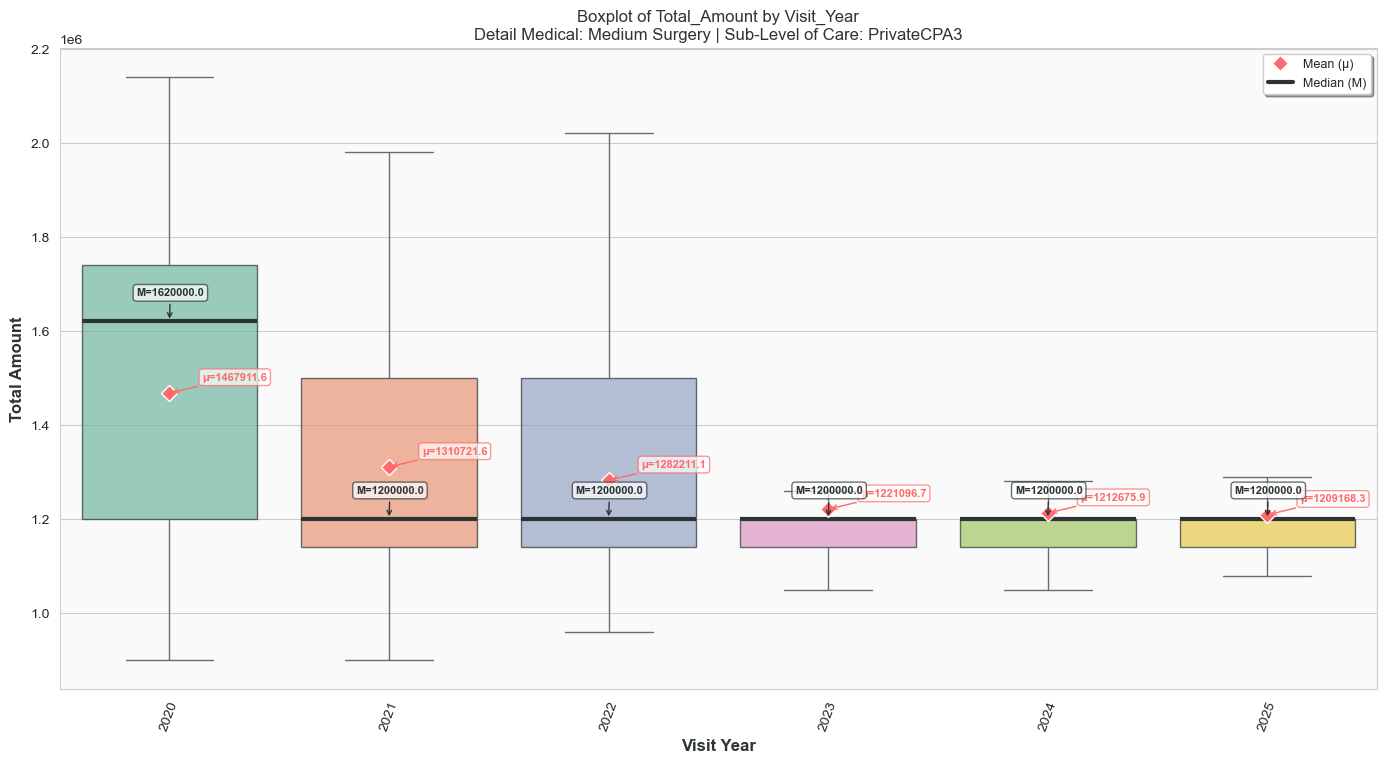 Boxplot of Total_Amount by Visit_Year
Detail Medical: Medium Surgery | Sub-Level of Care: PrivateCPA3
1e6
2.2
2.0
1.8
1.6
1.4
1.2
1.0
Total Amount
Mean (μ)
Median (M)
M=1620000.0
μ=1467911.6
μ=1310721.6
M=1200000.0
μ=1282211.1
M=1200000.0
M=1200000.0
μ=1221096.7
M=1200000.0
μ=1212675.9
M=1200000.0
μ=1209168.3
2020
2021
2022
2023
2024
2025
Visit Year